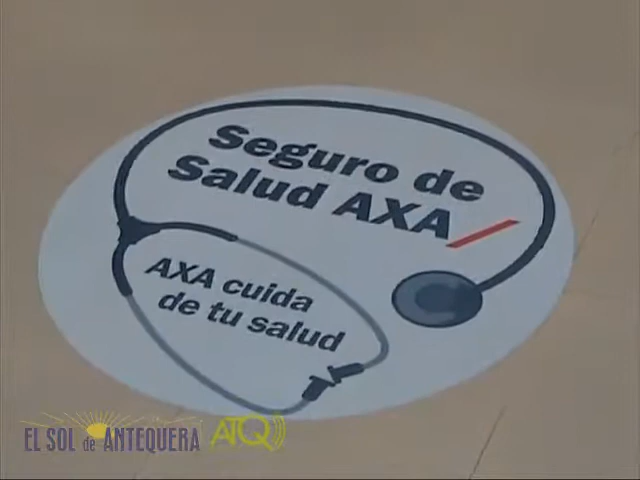 Seguro de
Salud AXA
AXA cuida
de tu salud
EL SOL de ANTEQUERA ATQ